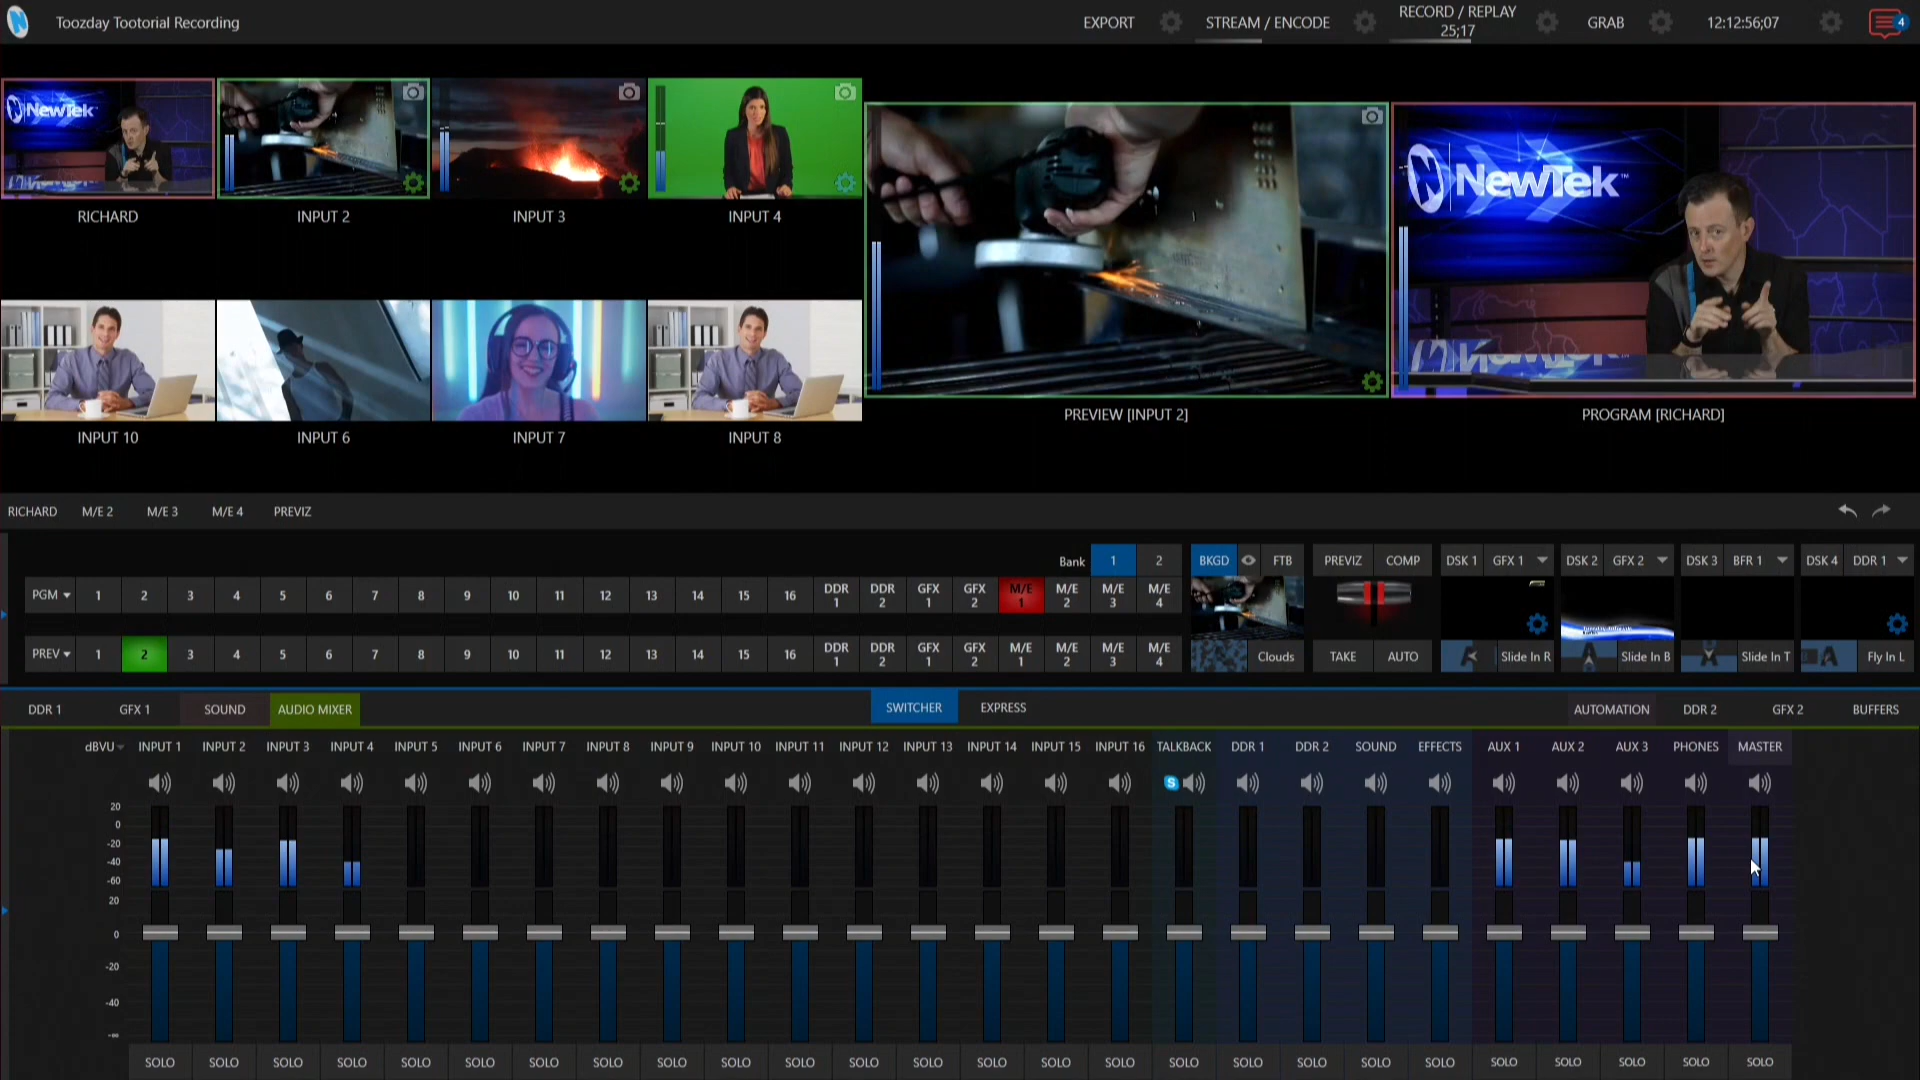 Toozday Tootorial Recording
EXPORT
STREAM / ENCODE
RECORD / REPLAY
25;17
GRAB
12:12:56;07
4
NewTek
RICHARD
INPUT 2
INPUT 3
INPUT 4
NewTek™
INPUT 10
INPUT 6
INPUT 7
INPUT 8
PREVIEW [INPUT 2]
PROGRAM [RICHARD]
RICHARD M/E 2 M/E 3 M/E 4 PREVIZ
Bank 1 2
BKGD FTB
PREVIZ COMP
DSK 1 GFX 1
DSK 2 GFX 2
DSK 3 BFR 1
DSK 4 DDR 1
PGM 1 2 3 4 5 6 7 8 9 10 11 12 13 14 15 16 DDR 1 DDR 2 GFX 1 GFX 2 M/E 1 M/E 2 M/E 3 M/E 4
PREV 1 2 3 4 5 6 7 8 9 10 11 12 13 14 15 16 DDR 1 DDR 2 GFX 1 GFX 2 M/E 1 M/E 2 M/E 3 M/E 4
Clouds
TAKE AUTO
Slide In R
Slide In B
Slide In T
Fly In L
DDR 1 GFX 1 SOUND AUDIO MIXER SWITCHER EXPRESS AUTOMATION DDR 2 GFX 2 BUFFERS
dBVU INPUT 1 INPUT 2 INPUT 3 INPUT 4 INPUT 5 INPUT 6 INPUT 7 INPUT 8 INPUT 9 INPUT 10 INPUT 11 INPUT 12 INPUT 13 INPUT 14 INPUT 15 INPUT 16 TALKBACK DDR 1 DDR 2 SOUND EFFECTS AUX 1 AUX 2 AUX 3 PHONES MASTER
S
20
0
-20
-40
-60
20
0
-20
-40
-∞
SOLO SOLO SOLO SOLO SOLO SOLO SOLO SOLO SOLO SOLO SOLO SOLO SOLO SOLO SOLO SOLO SOLO SOLO SOLO SOLO SOLO SOLO SOLO SOLO SOLO SOLO